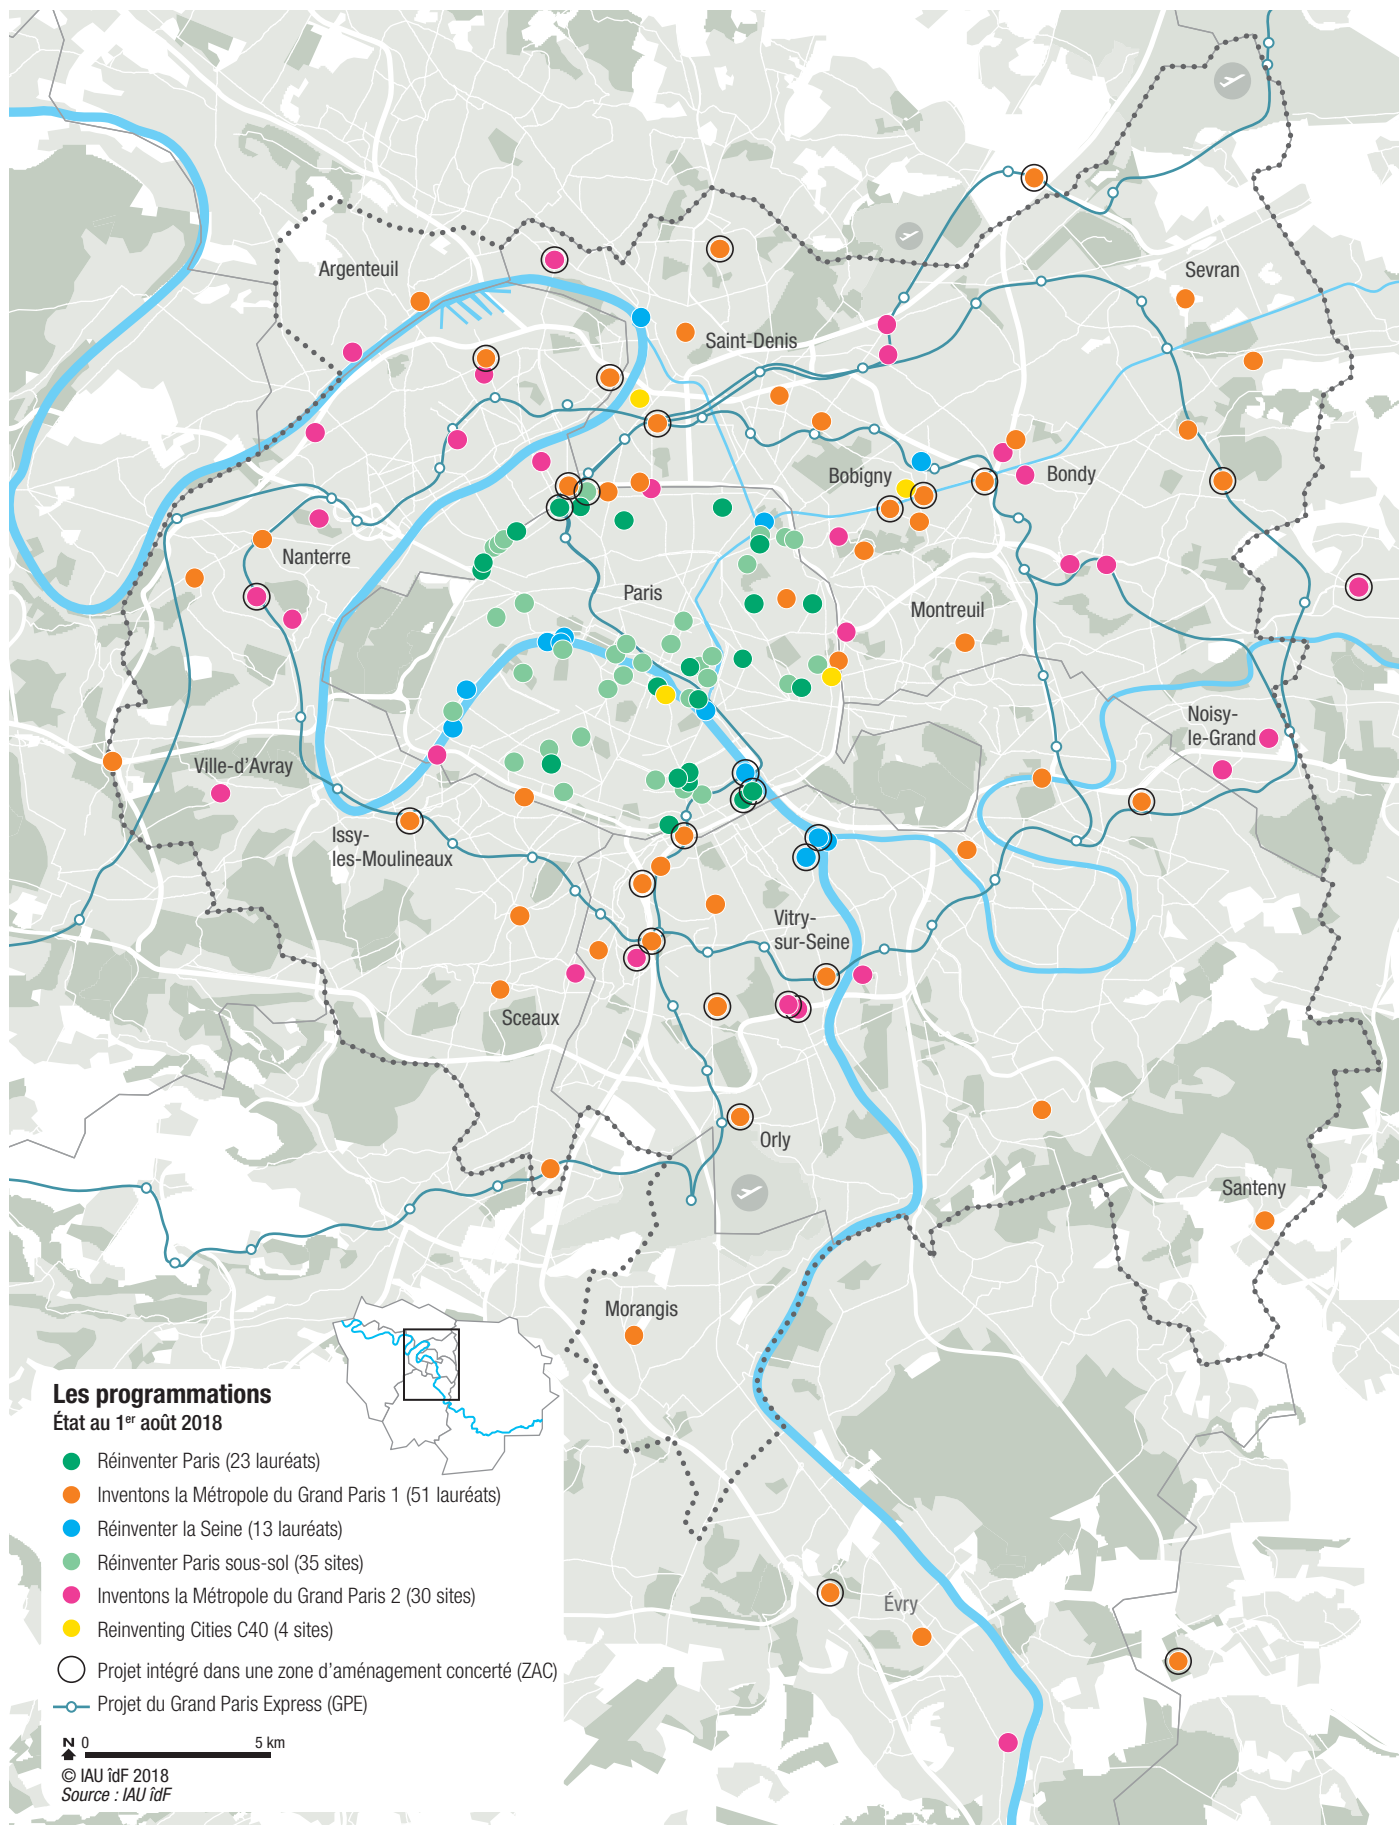 Argenteuil
Sevran
Saint-Denis
Bobigny
Bondy
Nanterre
Paris
Montreuil
Noisy-
le-Grand
Ville-d’Avray
Issy-
les-Moulineaux
Vitry-
sur-Seine
Sceaux
Orly
Santeny
Morangis
Évry
Les programmations
État au 1er août 2018
Réinventer Paris (23 lauréats)
Inventons la Métropole du Grand Paris 1 (51 lauréats)
Réinventer la Seine (13 lauréats)
Réinventer Paris sous-sol (35 sites)
Inventons la Métropole du Grand Paris 2 (30 sites)
Reinventing Cities C40 (4 sites)
Projet intégré dans une zone d’aménagement concerté (ZAC)
Projet du Grand Paris Express (GPE)
N 0 5 km
© IAU îdF 2018
Source : IAU îdF